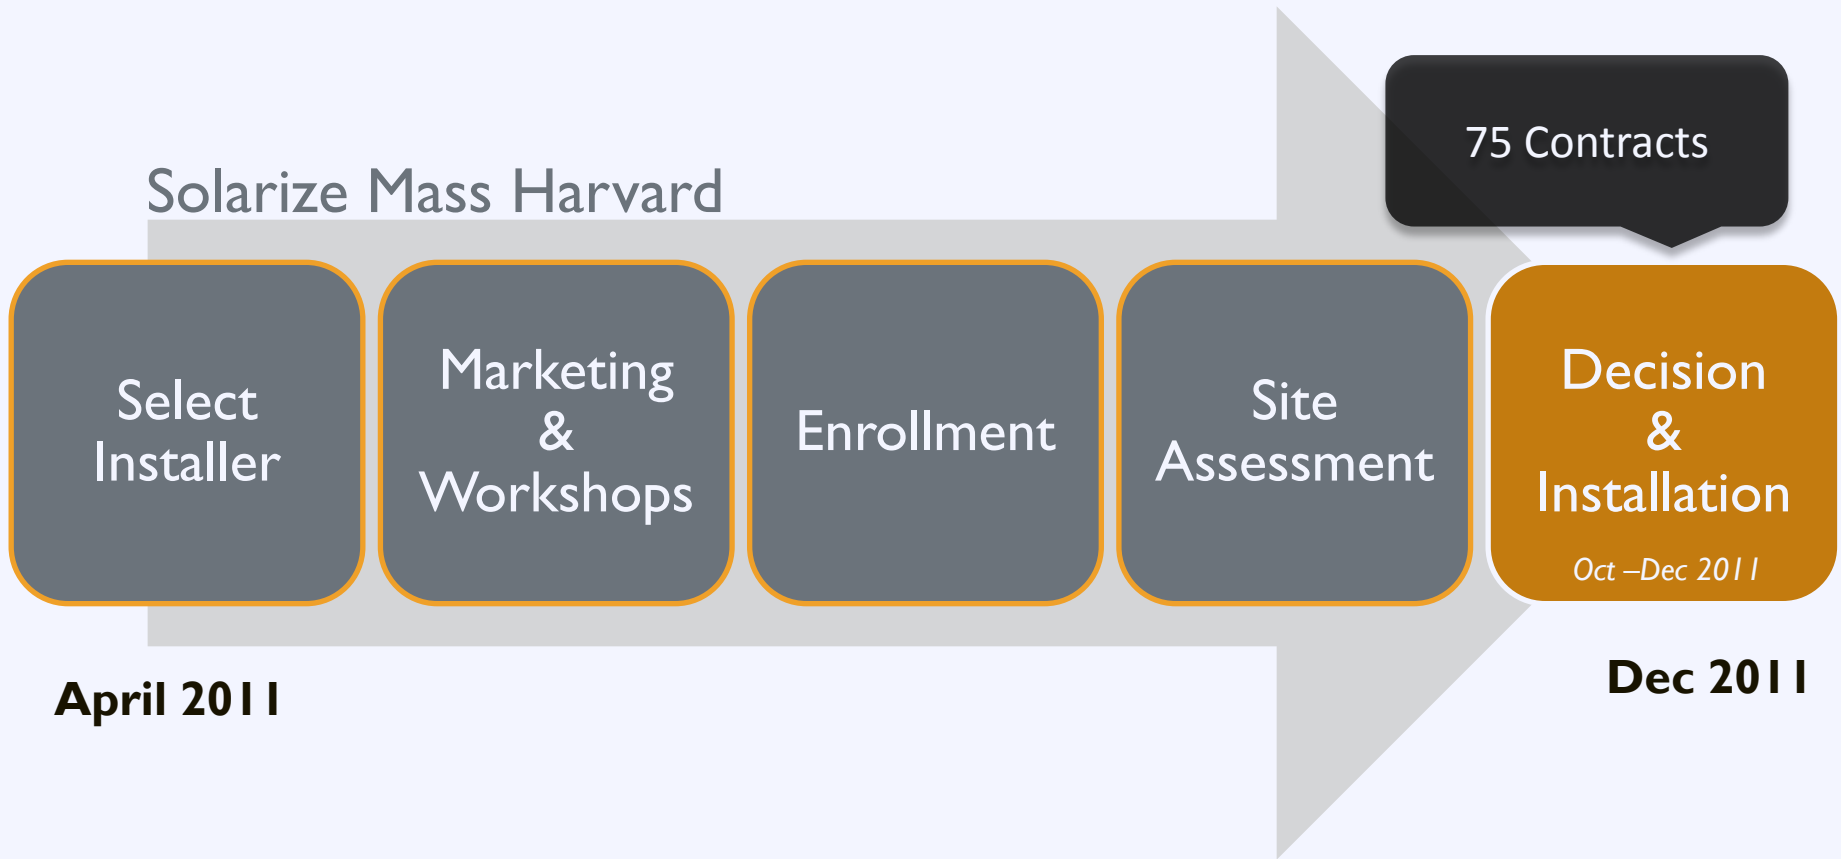 75 Contracts
Solarize Mass Harvard
Select
Installer
Marketing
&
Workshops
Enrollment
Site
Assessment
Decision
&
Installation
Oct –Dec 2011
April 2011
Dec 2011